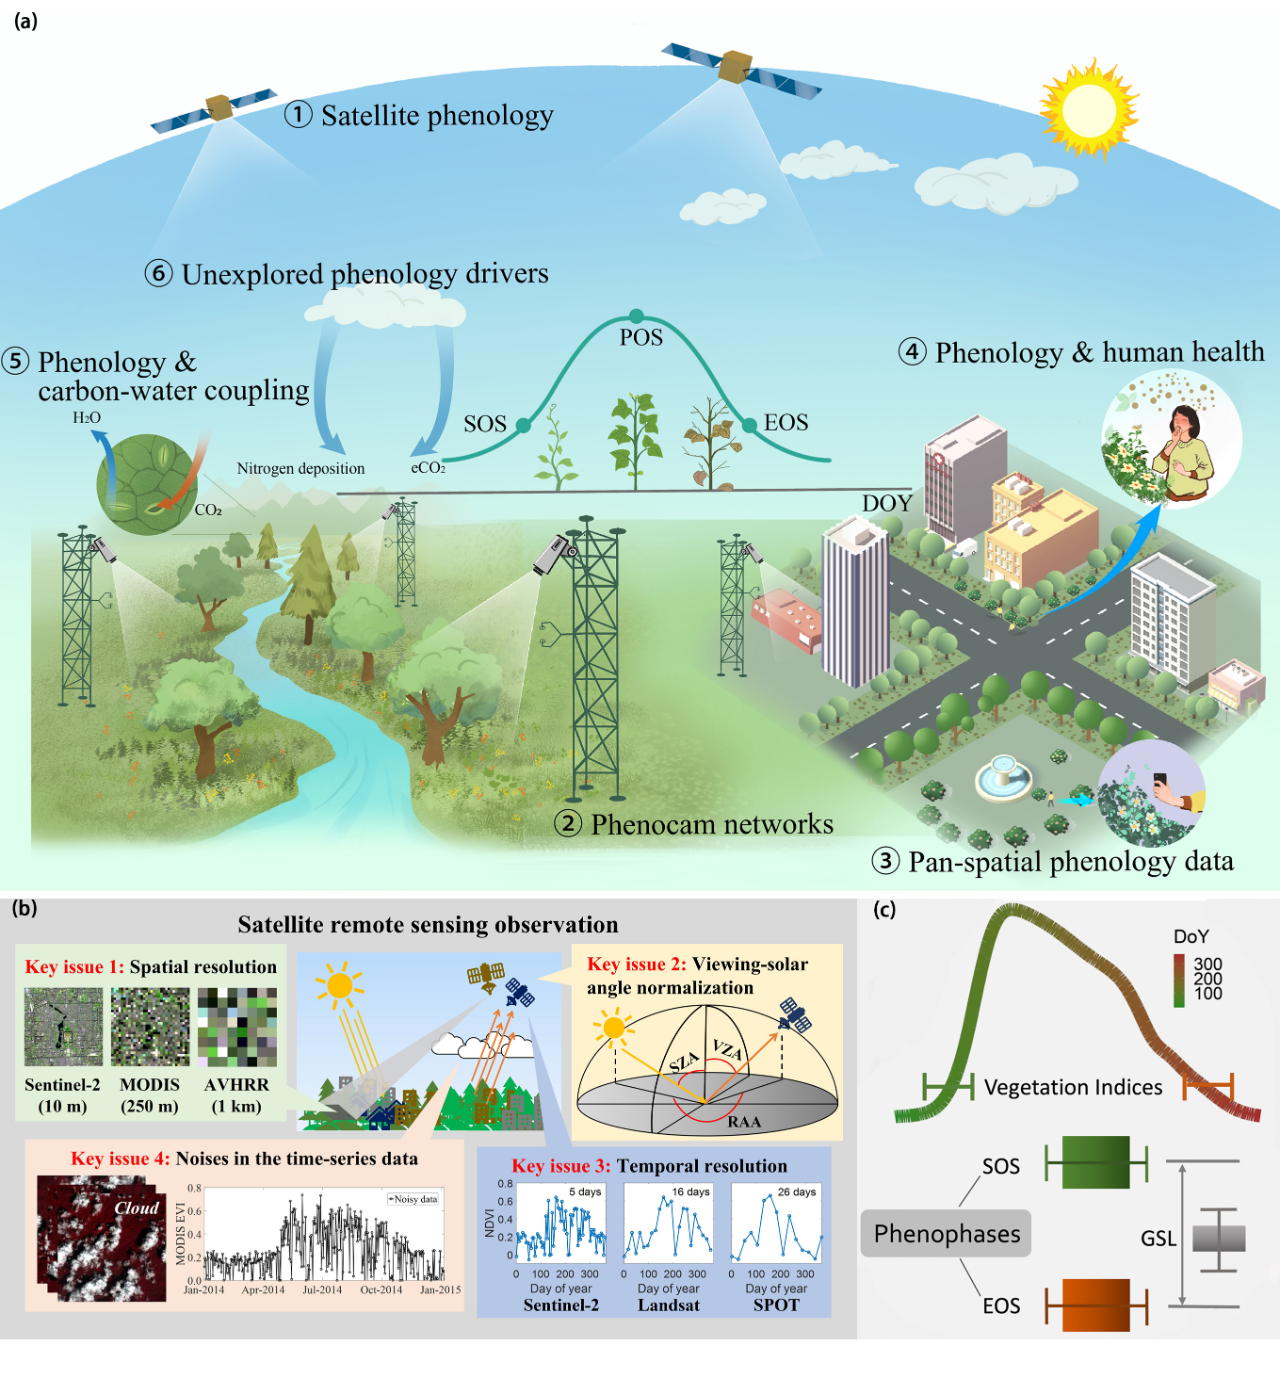 (a)
① Satellite phenology
⑥ Unexplored phenology drivers
POS
④ Phenology & human health
⑤ Phenology &
carbon-water coupling
H₂O
SOS
EOS
Nitrogen deposition
eCO₂
CO₂
DOY
② Phenocam networks
③ Pan-spatial phenology data
(b)
Satellite remote sensing observation
Key issue 1: Spatial resolution
Sentinel-2
(10 m)
MODIS
(250 m)
AVHRR
(1 km)
Key issue 2: Viewing-solar
angle normalization
SZA
VZA
RAA
Key issue 4: Noises in the time-series data
Cloud
MODIS EVI
0.8
0.6
0.4
0.2
0.0
Noisy data
Jan-2014
Apr-2014
Jul-2014
Oct-2014
Jan-2015
Key issue 3: Temporal resolution
NDVI
0.8
0.6
0.4
0.2
0
5 days
0 100 200 300
Day of year
Sentinel-2
16 days
0 100 200 300
Day of year
Landsat
26 days
0 100 200 300
Day of year
SPOT
(c)
DoY
300
200
100
Vegetation Indices
SOS
Phenophases
GSL
EOS